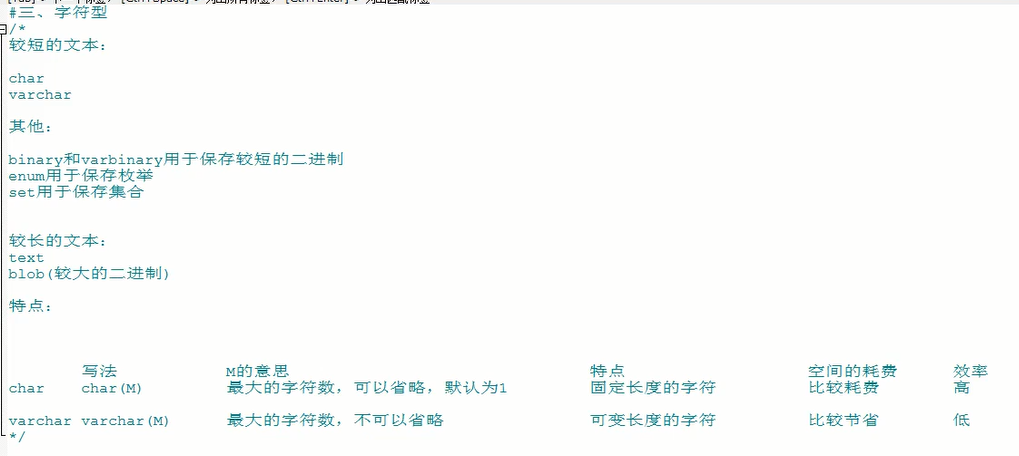 #三、字符型
/*
较短的文本:
char
varchar
其他:
binary和varbinary用于保存较短的二进制
enum用于保存枚举
set用于保存集合
较长的文本:
text
blob(较大的二进制)
特点:
写法 M的意思 特点 空间的耗费 效率
char char(M) 最大的字符数，可以省略，默认为1 固定长度的字符 比较耗费 高
varchar varchar(M) 最大的字符数，不可以省略 可变长度的字符 比较节省 低
*/